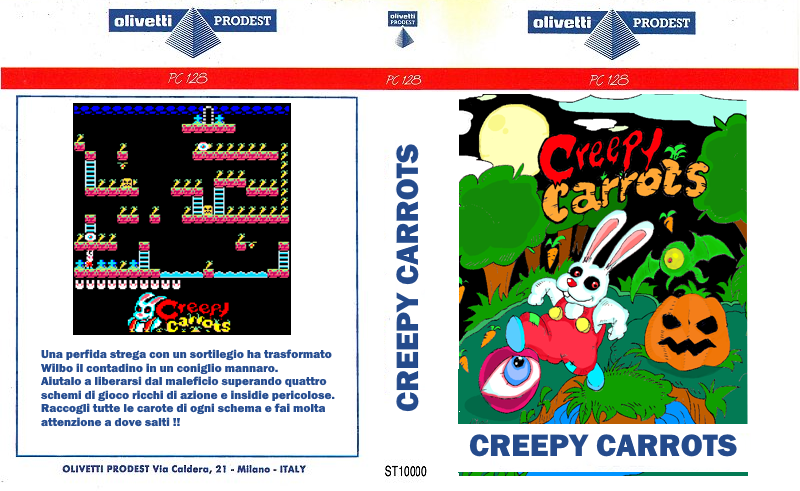 olivetti PRODEST
PC 128
Creepy
Carrots
Una perfida strega con un sortilegio ha trasformato
Wilbo il contadino in un coniglio mannaro.
Aiutalo a liberarsi dal maleficio superando quattro
schemi di gioco ricchi di azione e insidie pericolose.
Raccogli tutte le carote di ogni schema e fai molta
attenzione a dove salti !!
OLIVETTI PRODEST Via Caldera, 21 - Milano - ITALY
olivetti
PRODEST
PC 128
CREEPY CARROTS
ST10000
olivetti PRODEST
PC 128
Creepy
Carrots
CREEPY CARROTS